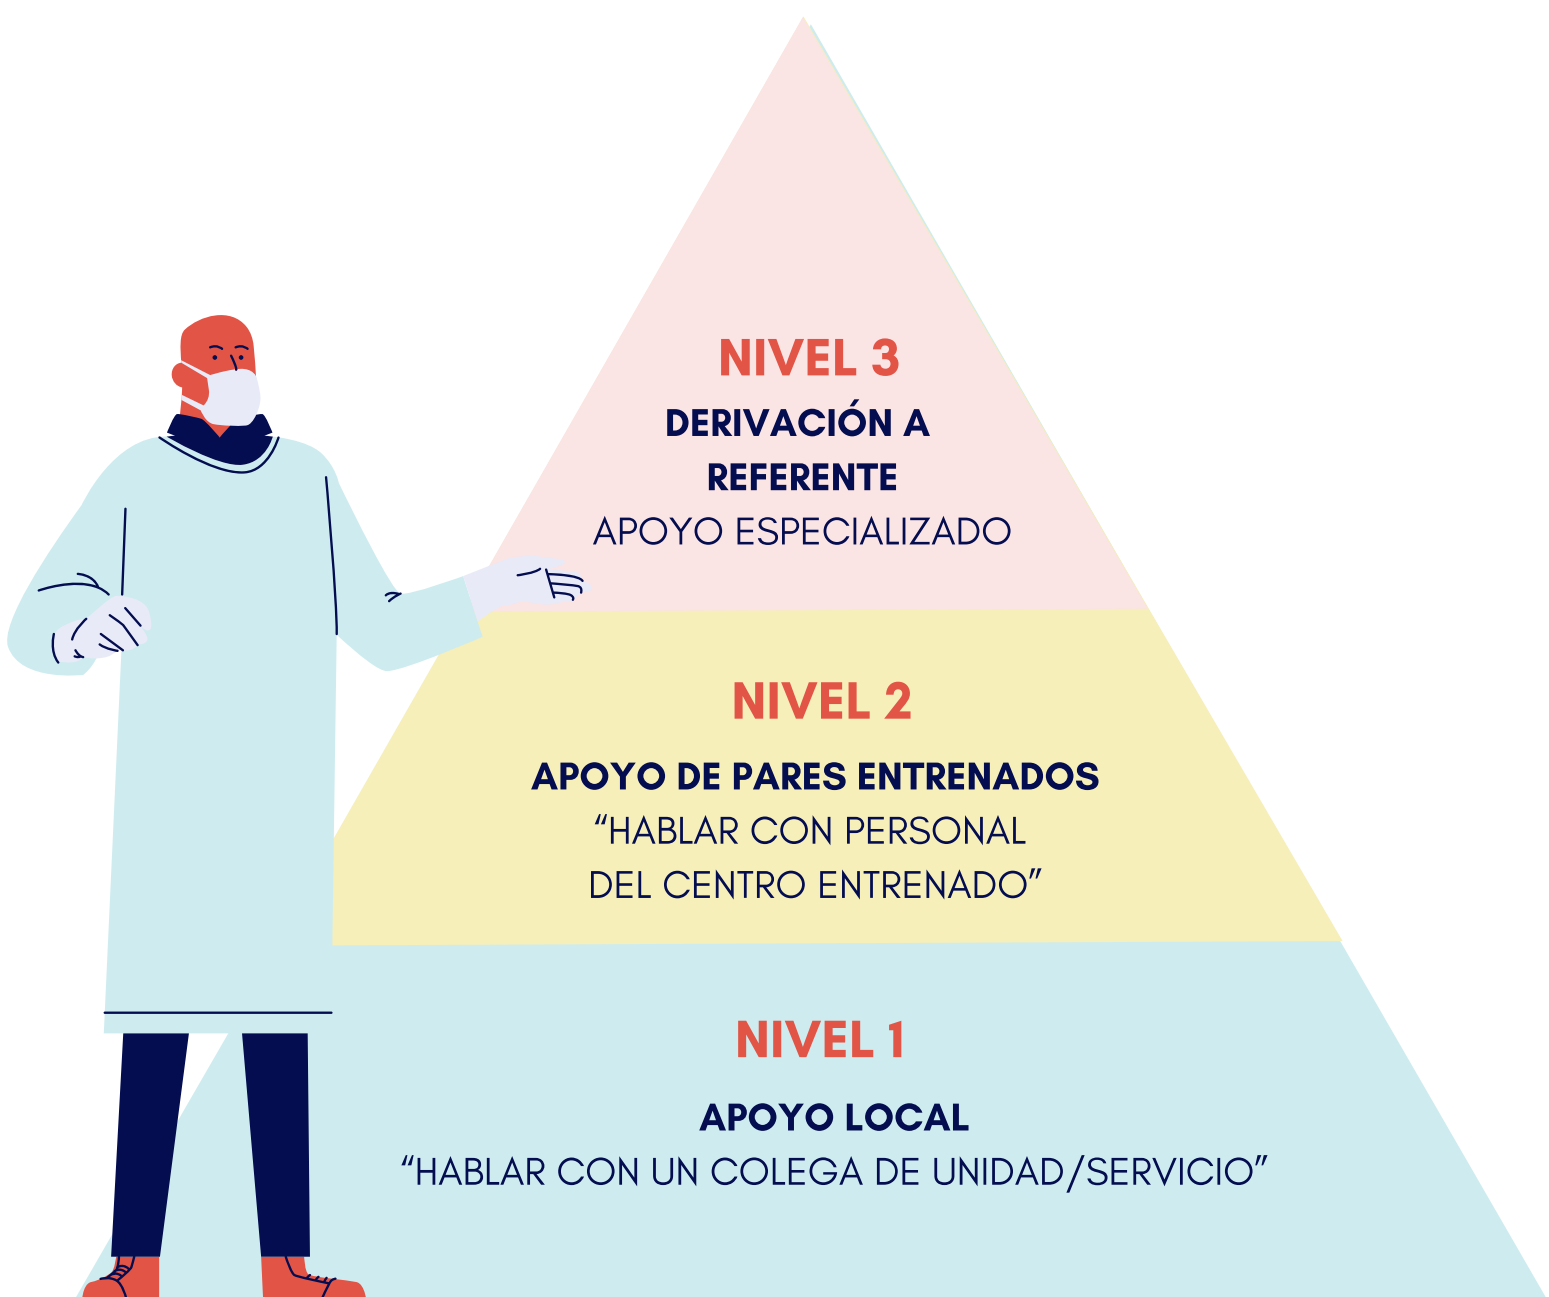 NIVEL 3
DERIVACIÓN A
REFERENTE
APOYO ESPECIALIZADO
NIVEL 2
APOYO DE PARES ENTRENADOS
“HABLAR CON PERSONAL
DEL CENTRO ENTRENADO”
NIVEL 1
APOYO LOCAL
“HABLAR CON UN COLEGA DE UNIDAD/SERVICIO”